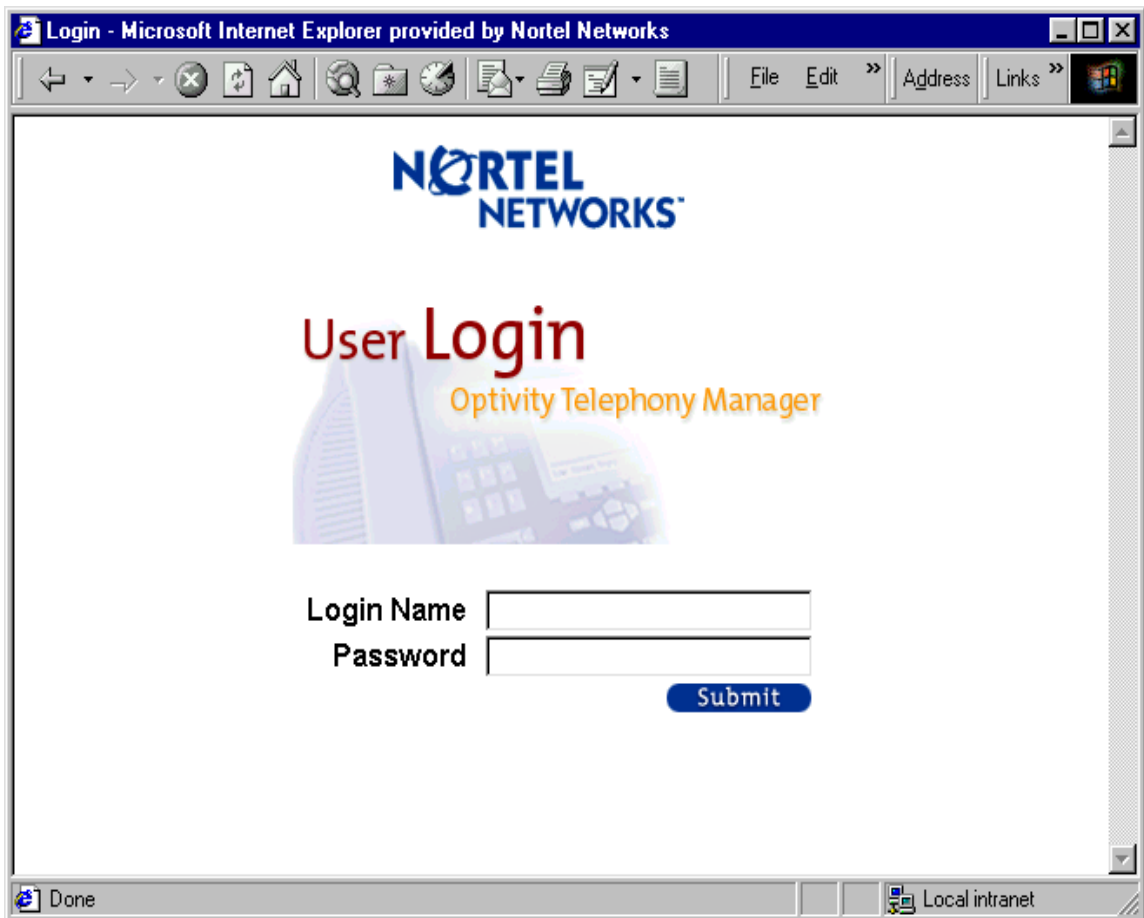 Login - Microsoft Internet Explorer provided by Nortel Networks
File Edit » Address Links »
NORTEL
NETWORKS™
User Login
Optivity Telephony Manager
Login Name
Password
Submit
Done Local intranet